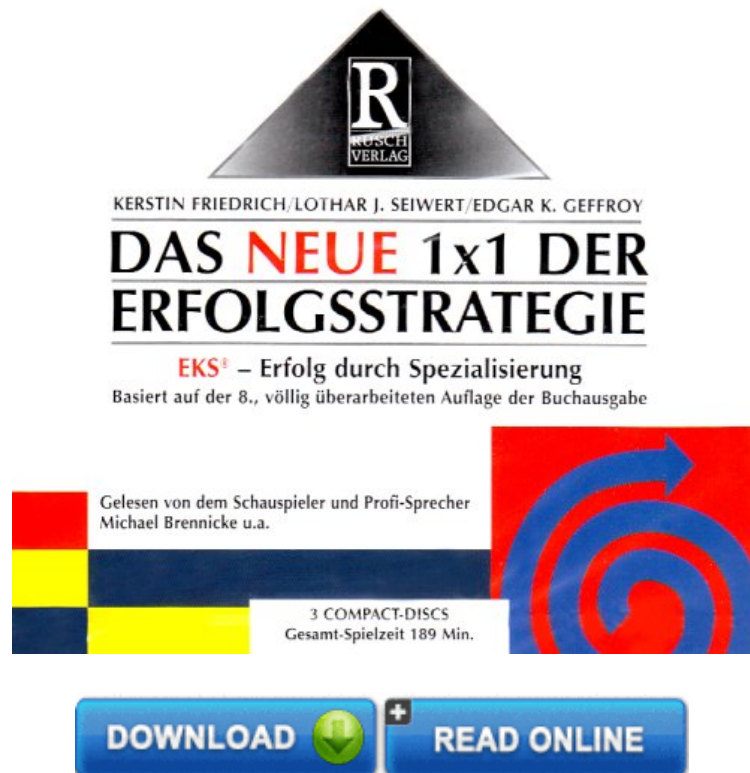 R
RUSCH
VERLAG
KERSTIN FRIEDRICH/LOTHAR J. SEIWERT/EDGAR K. GEFFROY
DAS NEUE 1x1 DER
ERFOLGSSTRATEGIE
EKS® – Erfolg durch Spezialisierung
Basiert auf der 8., völlig überarbeiteten Auflage der Buchausgabe
Gelesen von dem Schauspieler und Profi-Sprecher
Michael Brennicke u.a.
3 COMPACT-DISCS
Gesamt-Spielzeit 189 Min.
DOWNLOAD
READ ONLINE